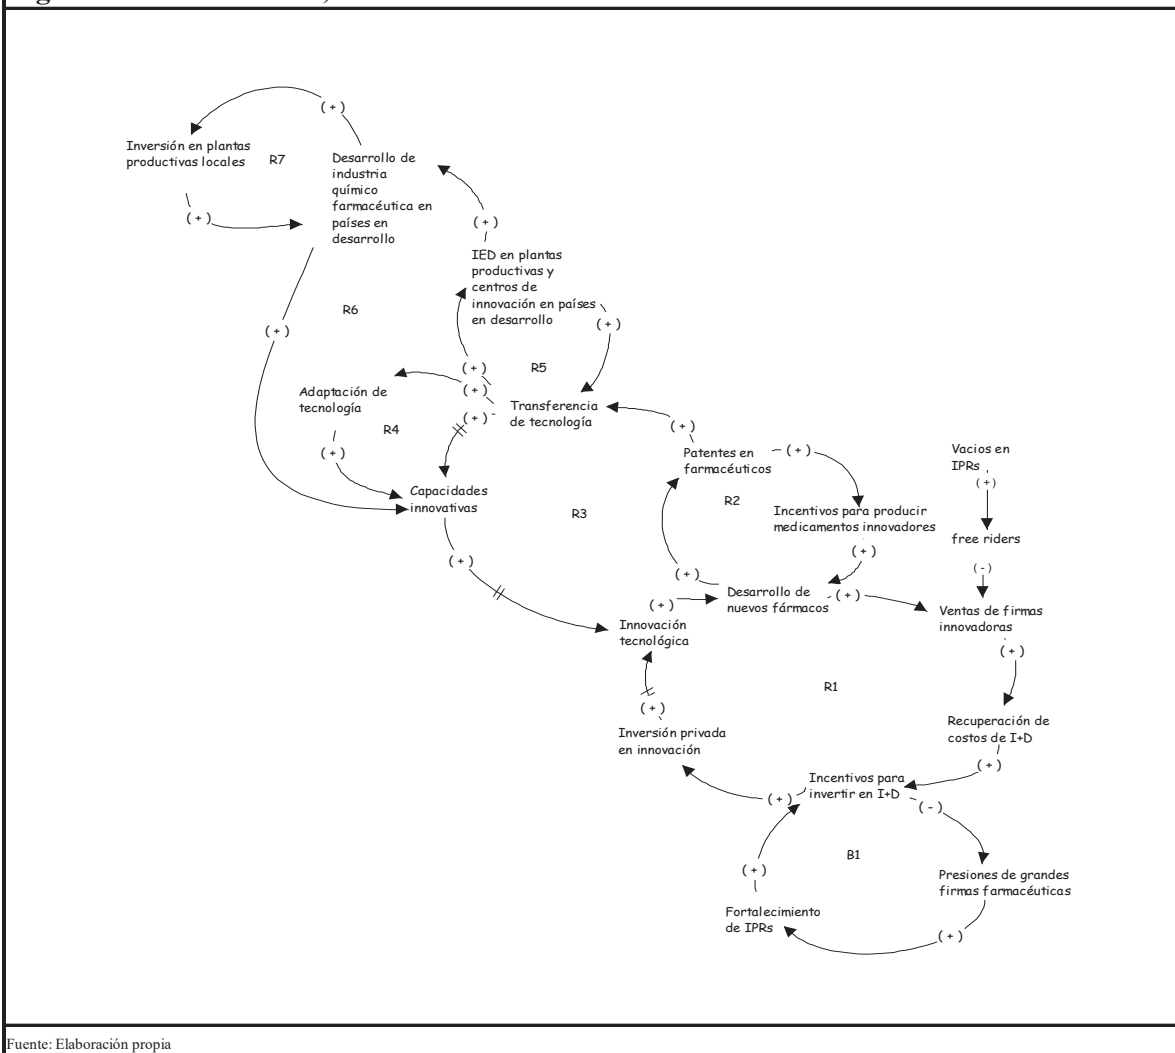 ( + )
Inversión en plantas
productivas locales
R7
Desarrollo de
industria
químico
farmacéutica en
países en
desarrollo
( + )
( + )
IED en plantas
productivas y
centros de
innovación en países
en desarrollo
R6
( + )
( + )
( + )
R5
( + )
Adaptación de
tecnología
Transferencia
de tecnología
( + )
R4
( + )
( + )
Patentes en
farmacéuticos
( + )
Vacios en
IPRs
( + )
Capacidades
innovativas
R2
R3
Incentivos para producir
medicamentos innovadores
free riders
( + )
( + )
( + )
( - )
Desarrollo de
nuevos fármacos
( + )
( + )
Ventas de firmas
innovadoras
Innovación
tecnológica
( + )
R1
( + )
Recuperación de
costos de I+D
Inversión privada
en innovación
( + )
Incentivos para
invertir en I+D
( + )
( - )
B1
( + )
Presiones de grandes
firmas farmacéuticas
Fortalecimiento
de IPRs
( + )
Fuente: Elaboración propia